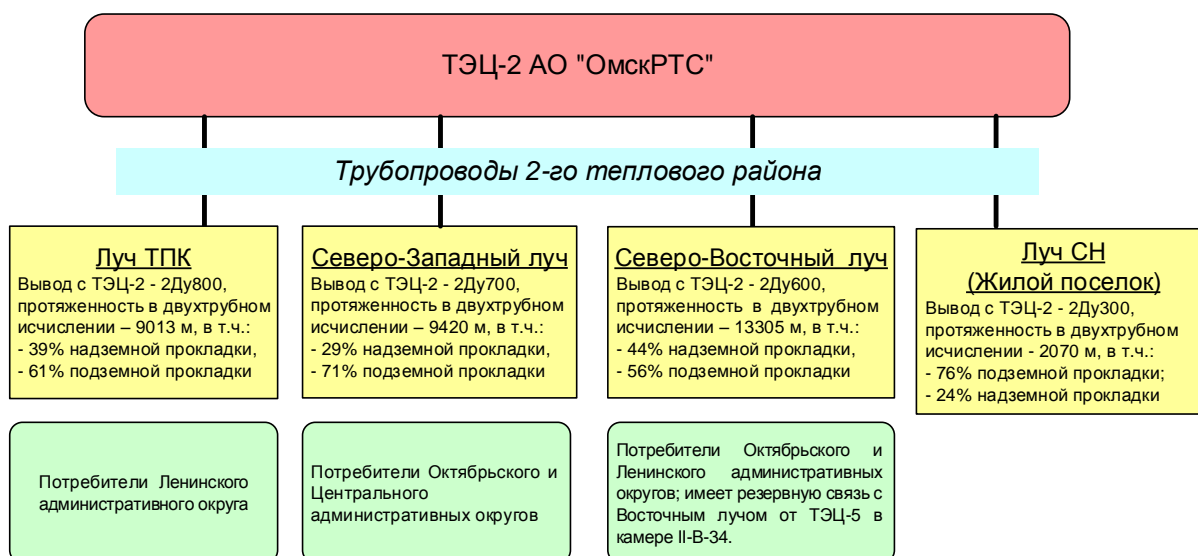 ТЭЦ-2 АО "ОмскРТС"
Трубопроводы 2-го теплового района
Луч ТПК
Вывод с ТЭЦ-2 - 2Ду800,
протяженность в двухтрубном
исчислении – 9013 м, в т.ч.:
- 39% надземной прокладки,
- 61% подземной прокладки
Северо-Западный луч
Вывод с ТЭЦ-2 - 2Ду700,
протяженность в двухтрубном
исчислении – 9420 м, в т.ч.:
- 29% надземной прокладки,
- 71% подземной прокладки
Северо-Восточный луч
Вывод с ТЭЦ-2 - 2Ду600,
протяженность в двухтрубном
исчислении – 13305 м, в т.ч.:
- 44% надземной прокладки,
- 56% подземной прокладки
Луч СН
(Жилой поселок)
Вывод с ТЭЦ-2 - 2Ду300,
протяженность в двухтрубном
исчислении - 2070 м, в т.ч.:
- 76% подземной прокладки;
- 24% надземной прокладки
Потребители Ленинского
административного округа
Потребители Октябрьского и
Центрального
административных округов
Потребители Октябрьского и
Ленинского административных
округов; имеет резервную связь с
Восточным лучом от ТЭЦ-5 в
камере II-В-34.